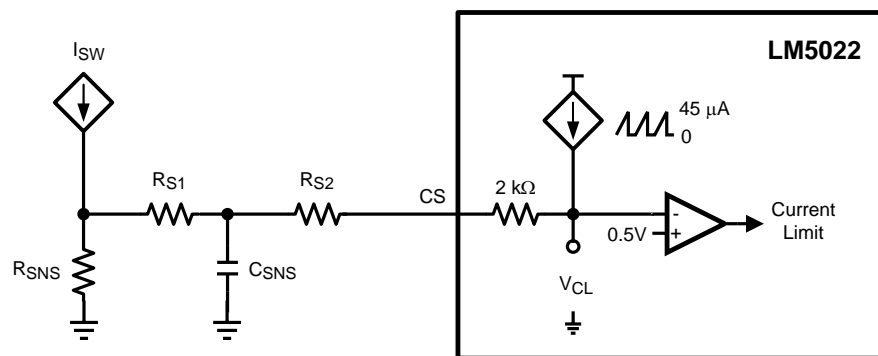 LM5022
I_SW
45 μA
0
R_S1
R_S2
CS
2 kΩ
-
+
0.5V
Current
Limit
R_SNS
C_SNS
V_CL